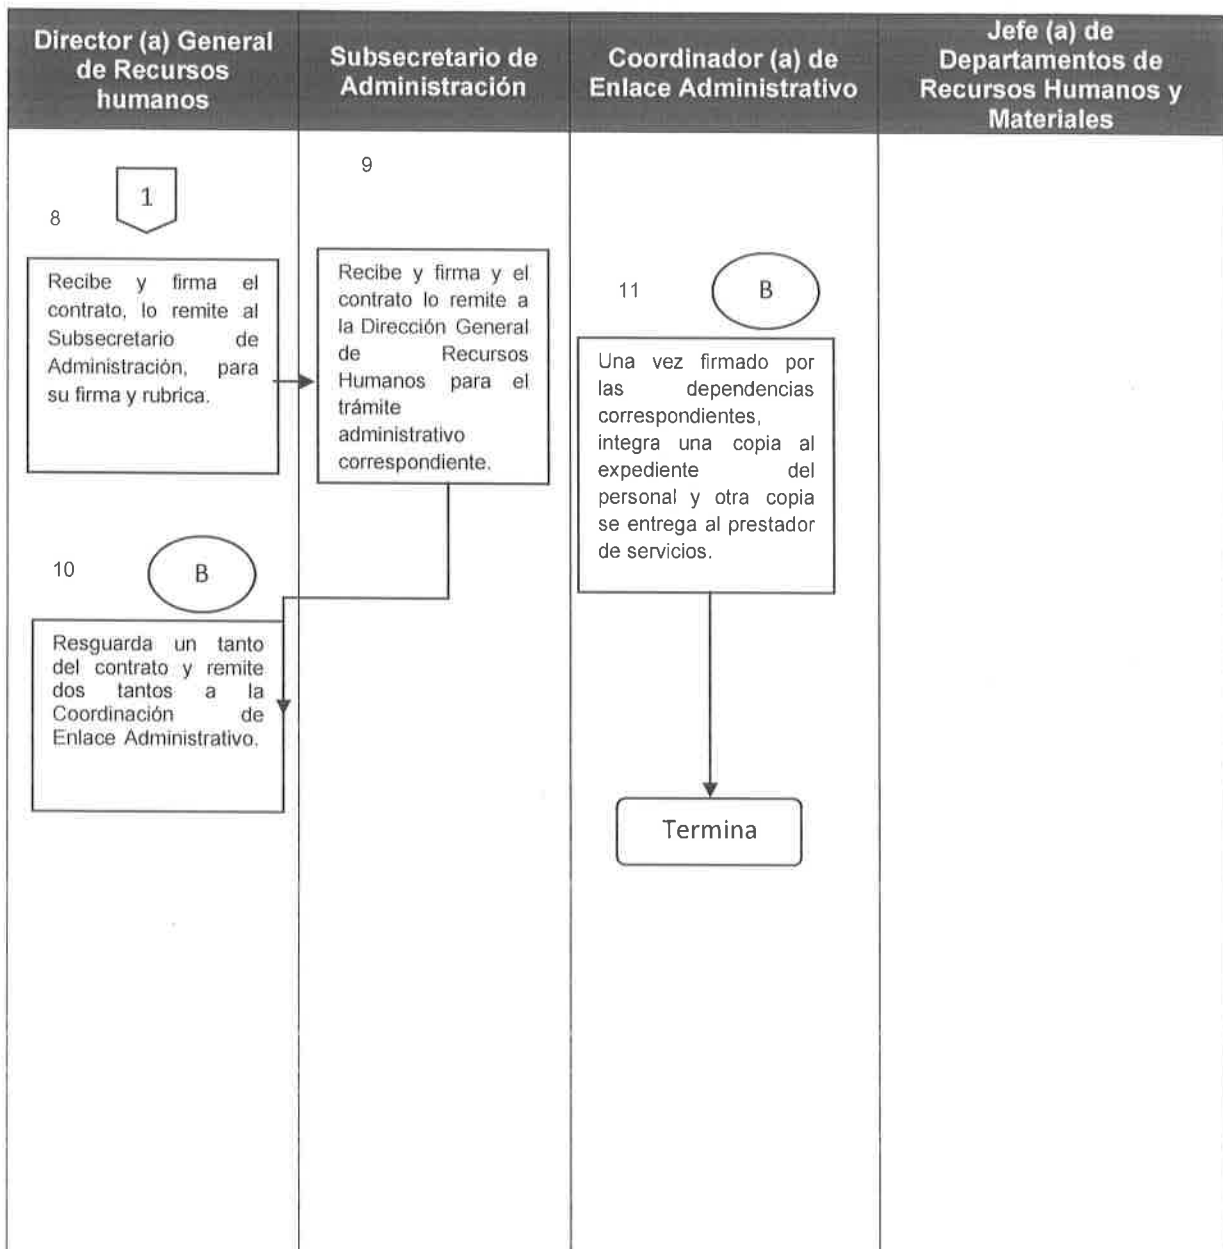 Director (a) General
de Recursos
humanos
Subsecretario de
Administración
Coordinador (a) de
Enlace Administrativo
Jefe (a) de
Departamentos de
Recursos Humanos y
Materiales
1
8
Recibe y firma el
contrato, lo remite al
Subsecretario de
Administración, para
su firma y rubrica.
9
Recibe y firma y el
contrato lo remite a
la Dirección General
de Recursos
Humanos para el
trámite
administrativo
correspondiente.
10
B
Resguarda un tanto
del contrato y remite
dos tantos a la
Coordinación de
Enlace Administrativo.
11
B
Una vez firmado por
las dependencias
correspondientes,
integra una copia al
expediente del
personal y otra copia
se entrega al prestador
de servicios.
Termina